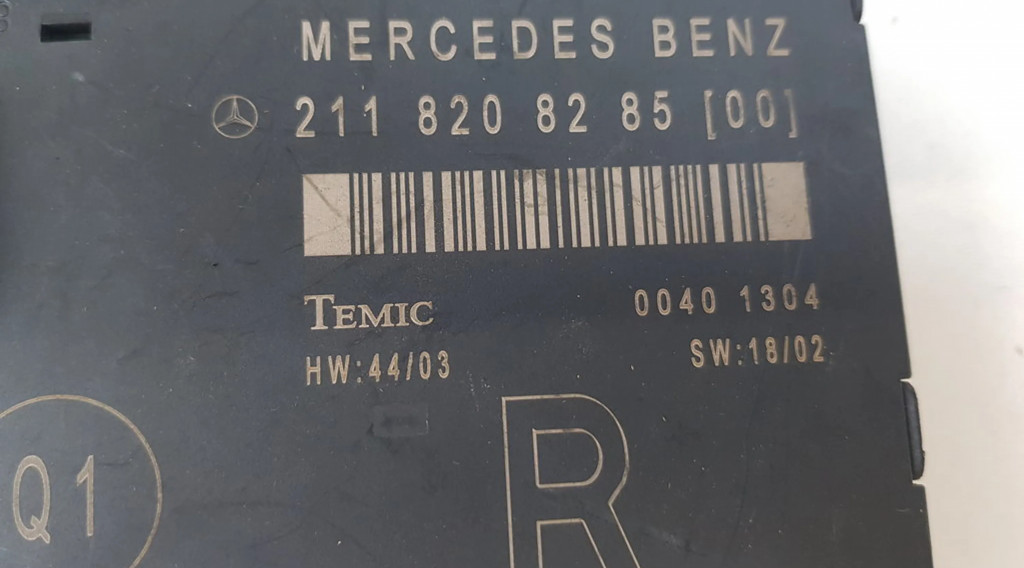 MERCEDES BENZ
211 820 82 85 [00]
TEMIC
0040 1304
HW:44/03
SW:18/02
Q1
R